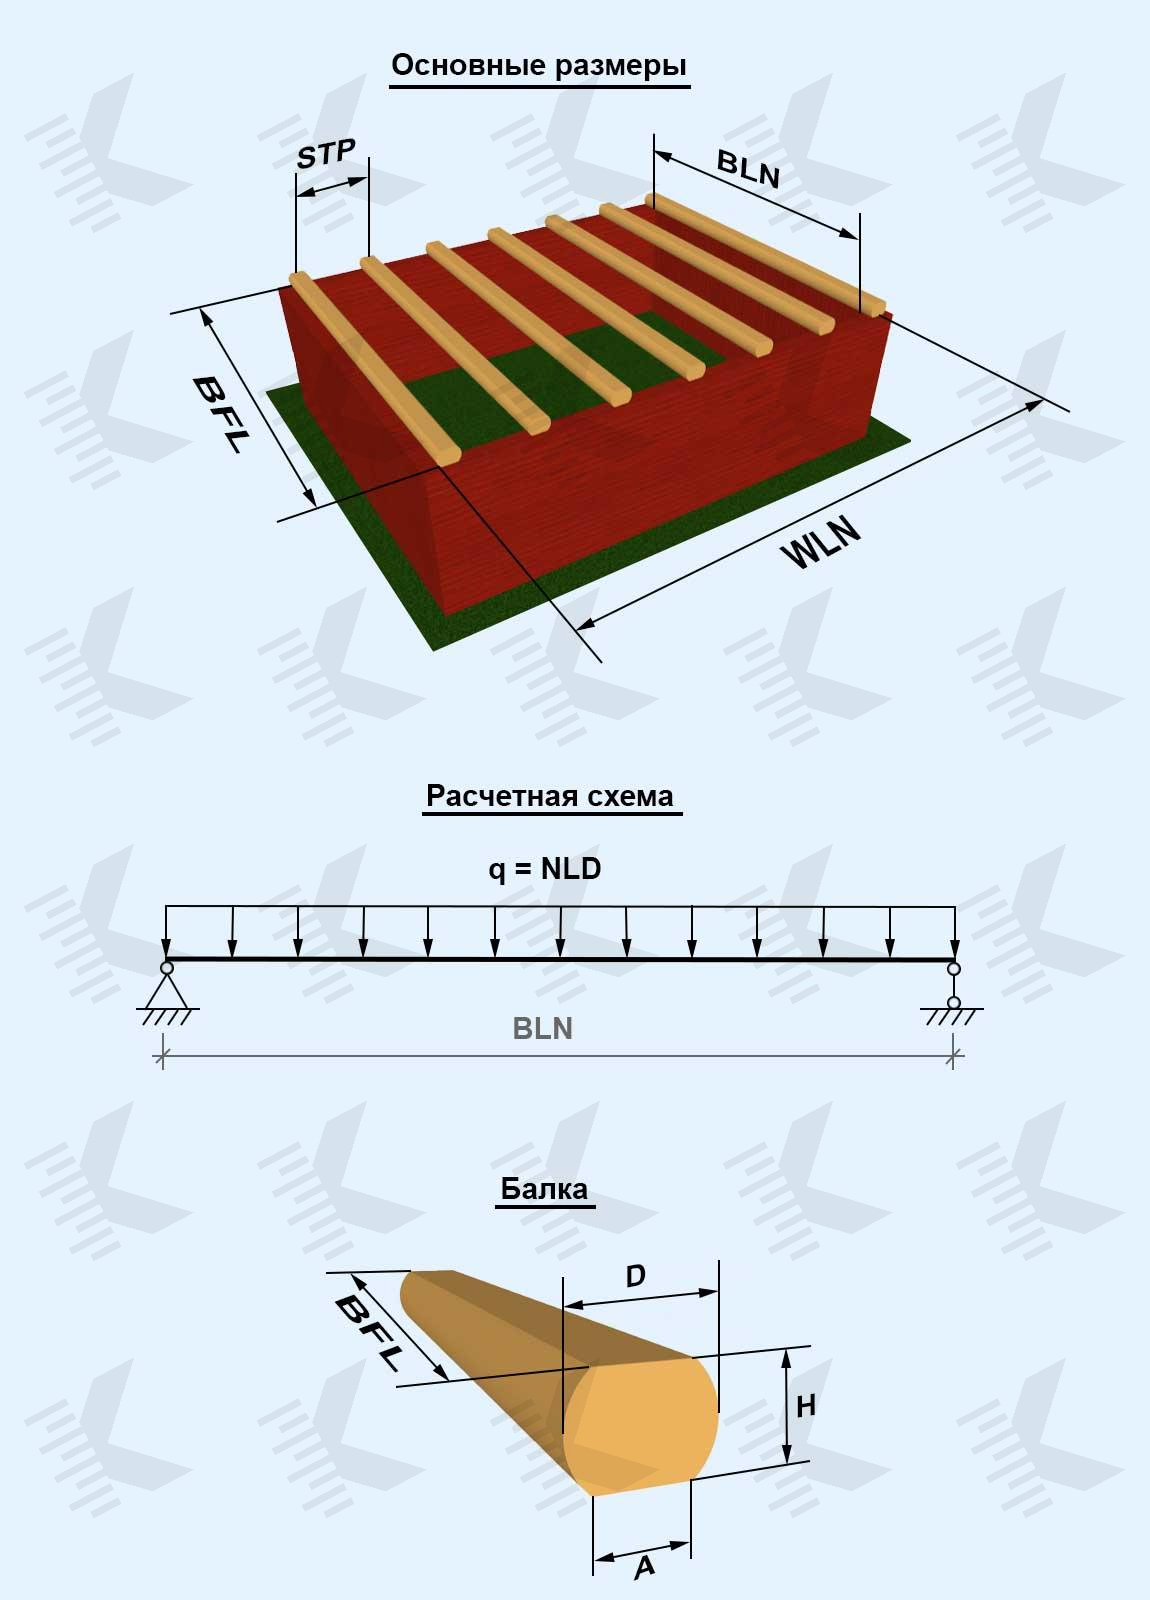 Основные размеры
STP
BLN
BFL
WLN
Расчетная схема
q = NLD
BLN
Балка
D
BFL
H
A